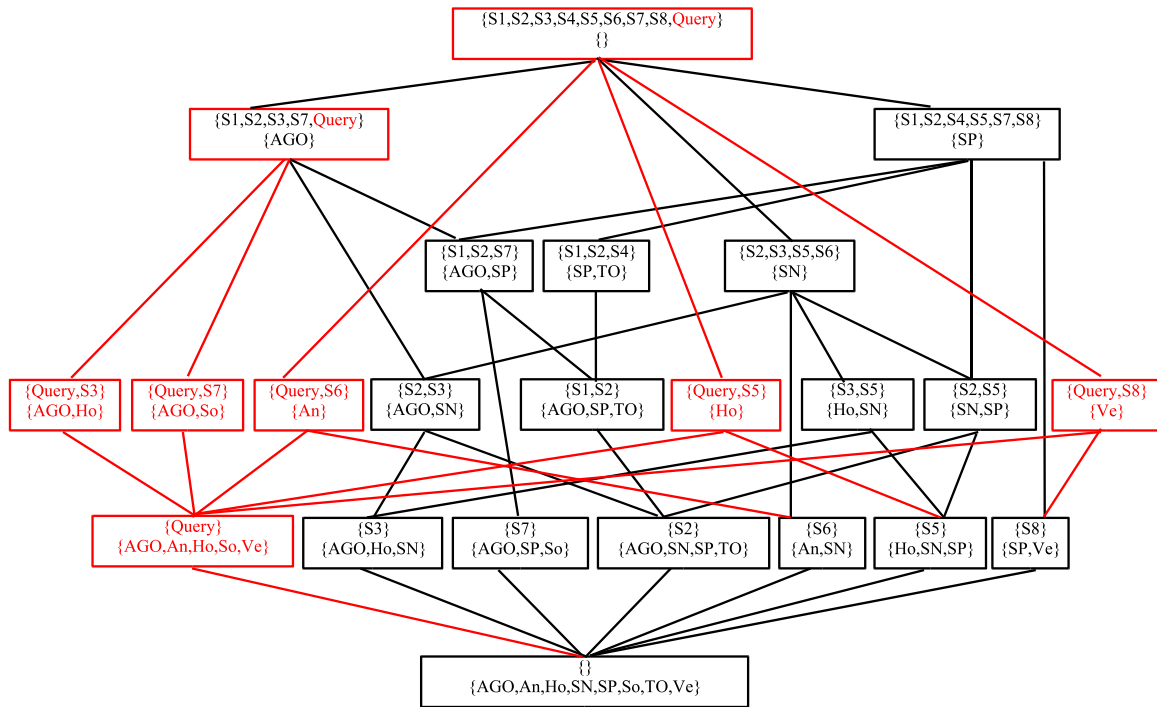 {S1,S2,S3,S4,S5,S6,S7,S8,Query}
{}
{S1,S2,S3,S7,Query}
{AGO}
{S1,S2,S4,S5,S7,S8}
{SP}
{S1,S2,S7}
{AGO,SP}
{S1,S2,S4}
{SP,TO}
{S2,S3,S5,S6}
{SN}
{Query,S3}
{AGO,Ho}
{Query,S7}
{AGO,So}
{Query,S6}
{An}
{S2,S3}
{AGO,SN}
{S1,S2}
{AGO,SP,TO}
{Query,S5}
{Ho}
{S3,S5}
{Ho,SN}
{S2,S5}
{SN,SP}
{Query,S8}
{Ve}
{Query}
{AGO,An,Ho,So,Ve}
{S3}
{AGO,Ho,SN}
{S7}
{AGO,SP,So}
{S2}
{AGO,SN,SP,TO}
{S6}
{An,SN}
{S5}
{Ho,SN,SP}
{S8}
{SP,Ve}
{}
{AGO,An,Ho,SN,SP,So,TO,Ve}